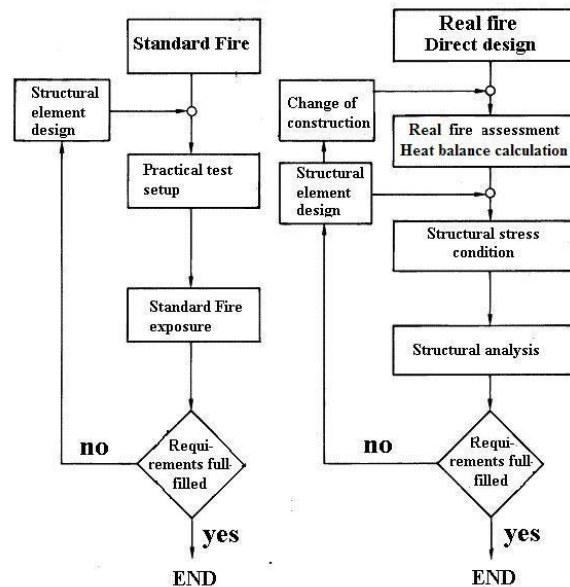 Standard Fire
Structural
element
design
Practical test
setup
Standard Fire
exposure
no
Requi-
rements full-
filled
yes
END
Real fire
Direct design
Change of
construction
Real fire assessment
Heat balance calculation
Structural
element
design
Structural stress
condition
Structural analysis
no
Requi-
rements full-
filled
yes
END